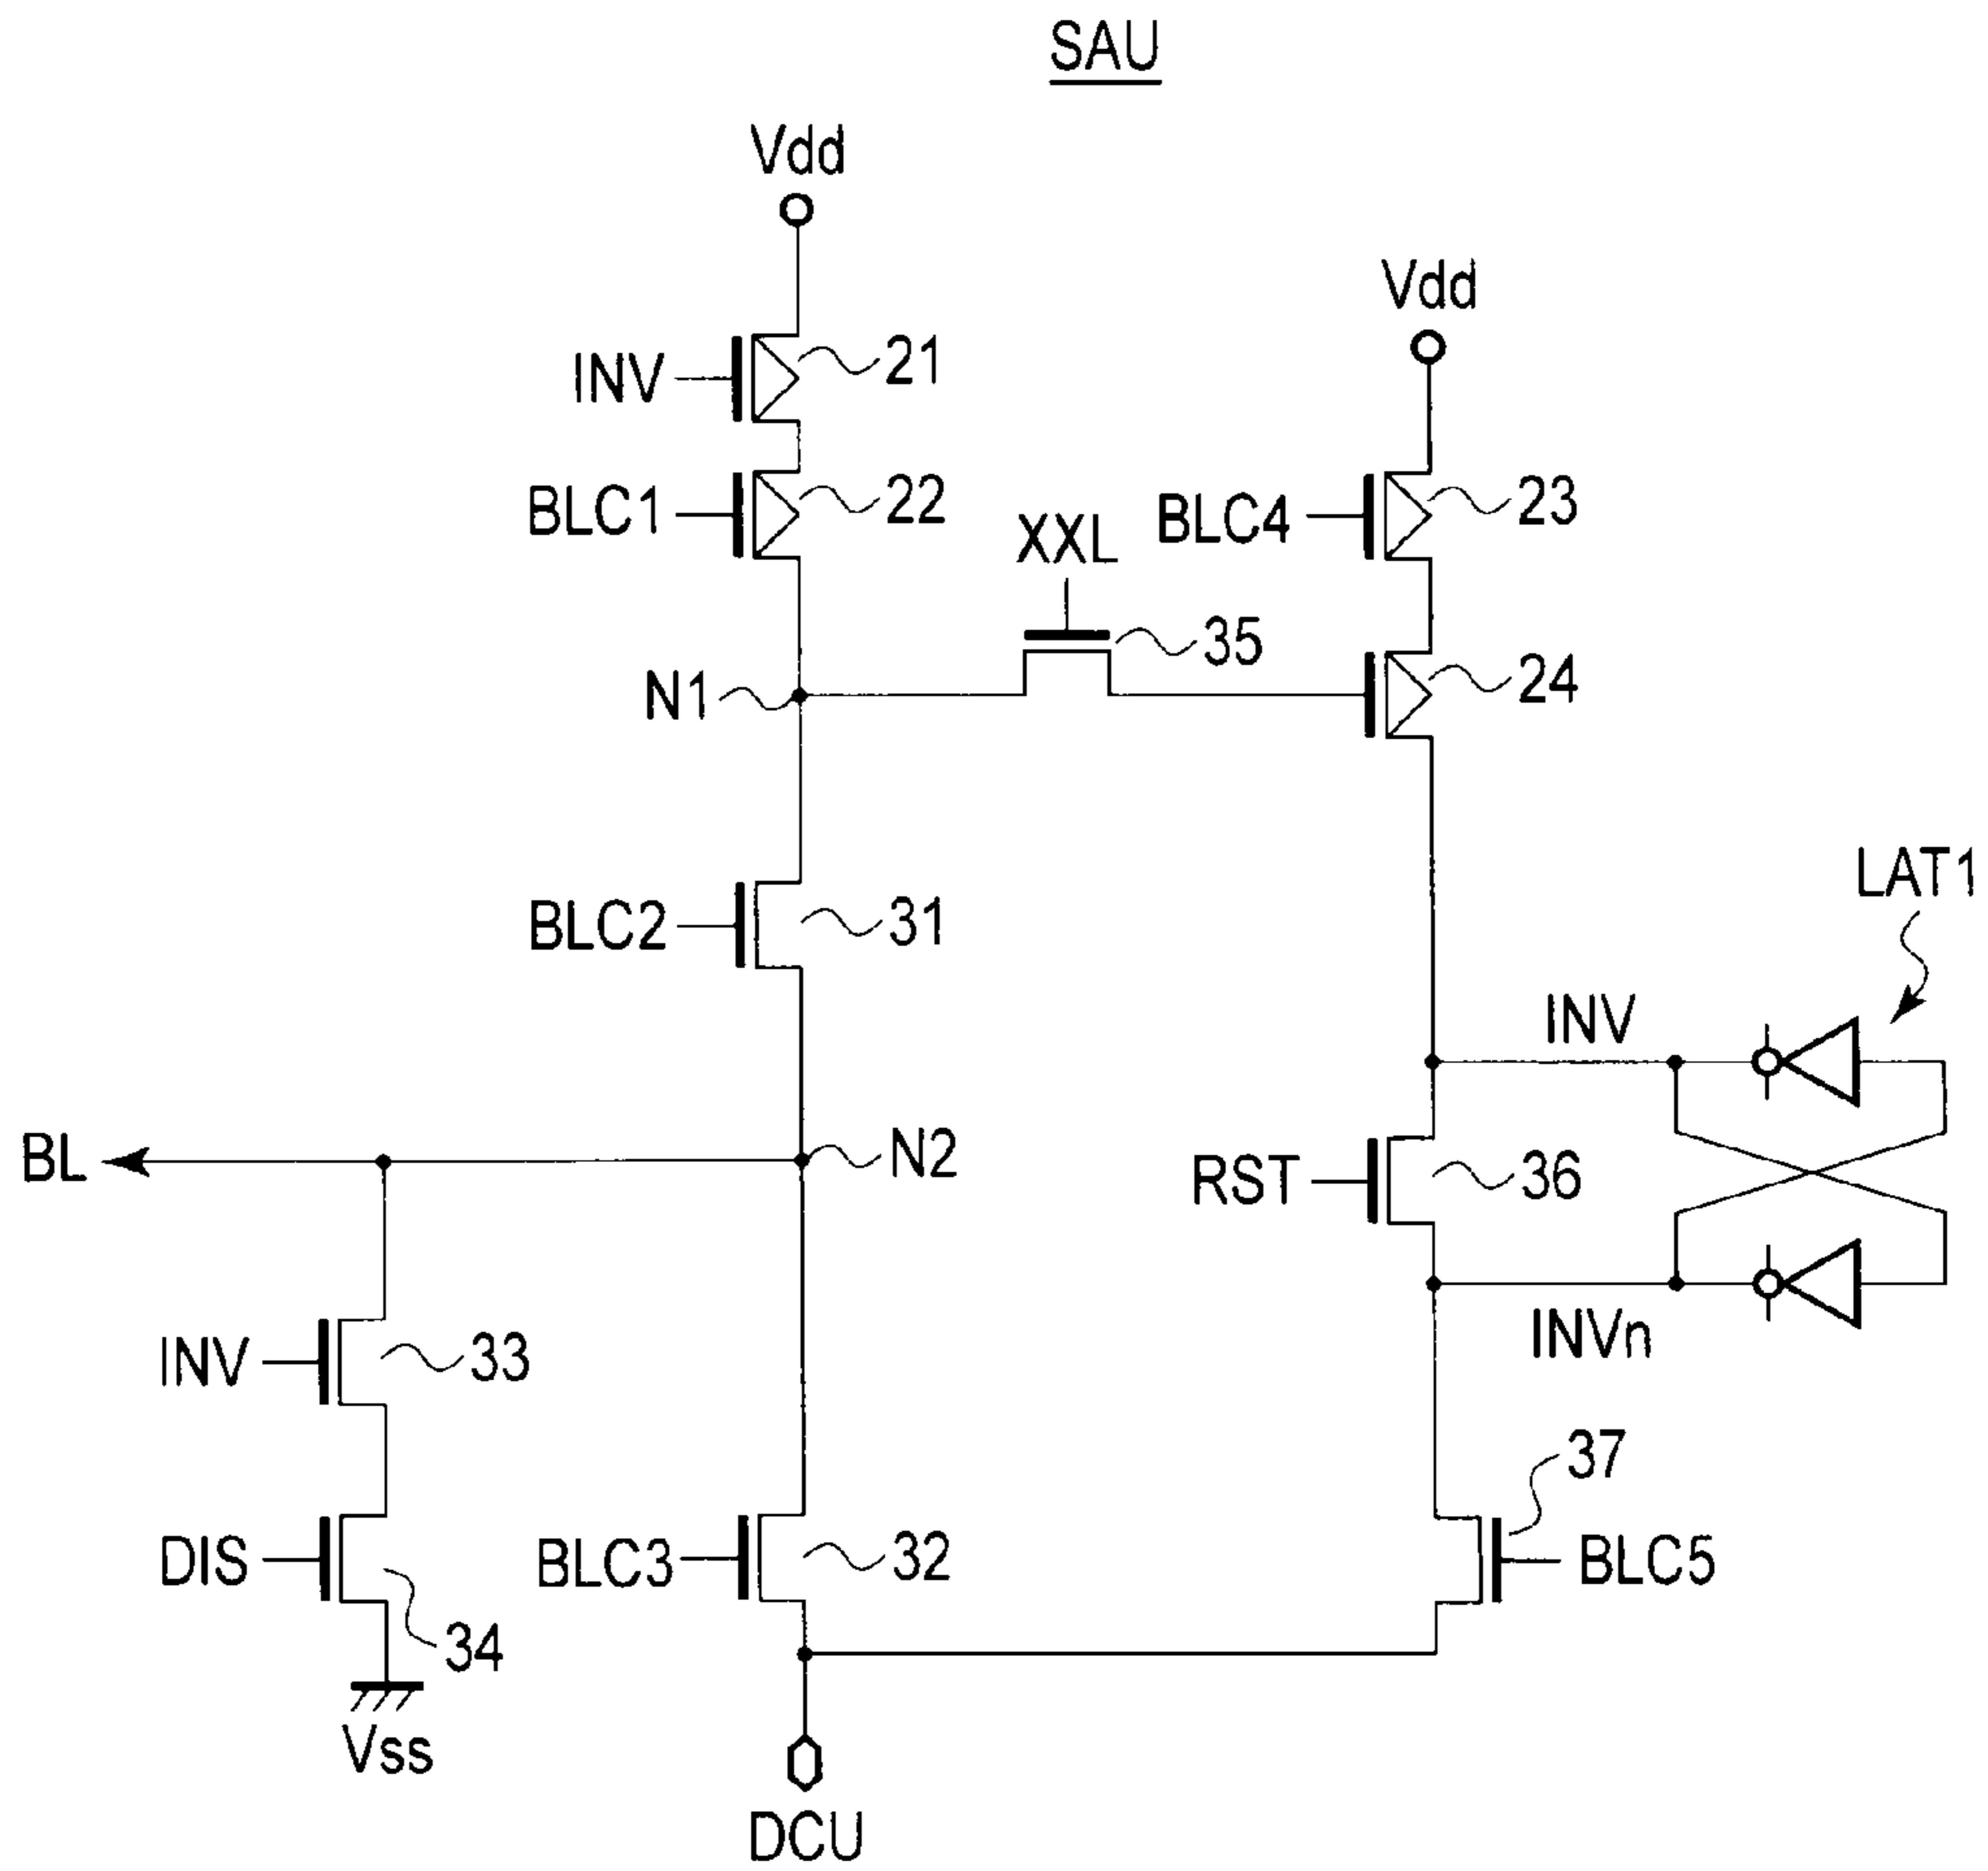 SAU
Vdd
Vdd
INV
21
BLC1
22
BLC4
23
XXL
35
24
N1
LAT1
BLC2
31
INV
BL
N2
RST
36
INV
33
INVn
37
DIS
BLC3
32
BLC5
34
Vss
DCU